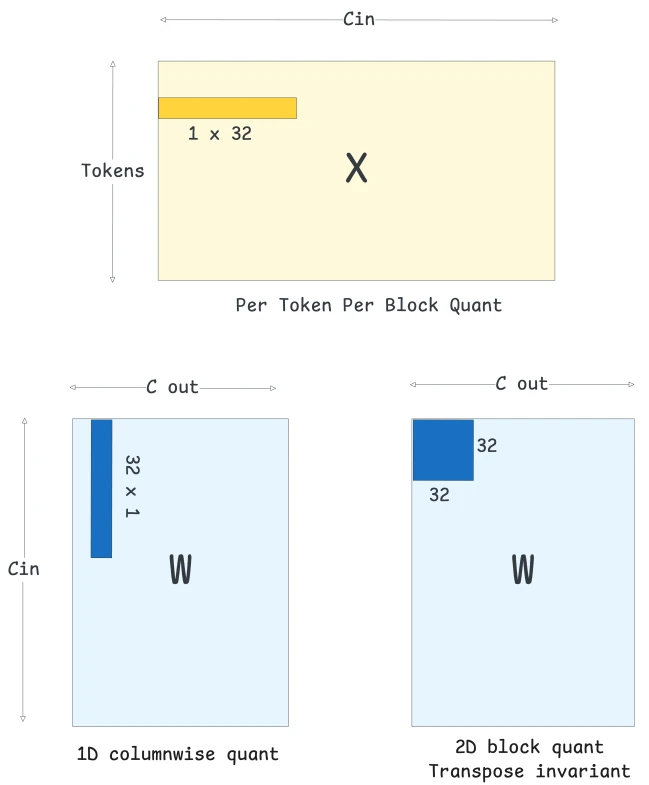 Cin
1 x 32
X
Tokens
Per Token Per Block Quant
C out
C out
32 x 1
32
32
Cin
W
W
1D columnwise quant
2D block quant
Transpose invariant